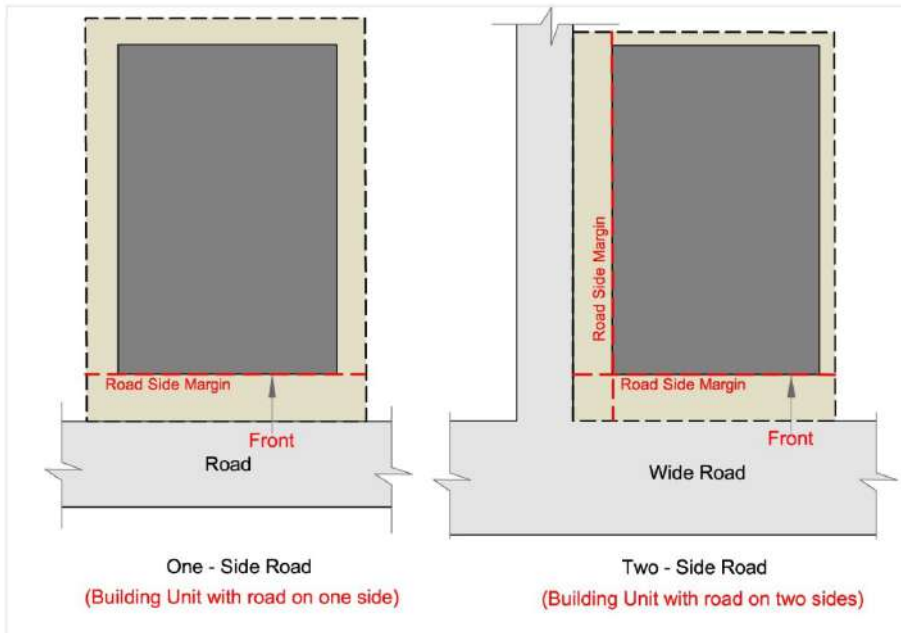 Road Side Margin
Front
Road
One - Side Road
(Building Unit with road on one side)
Road Side Margin
Road Side Margin
Front
Wide Road
Two - Side Road
(Building Unit with road on two sides)